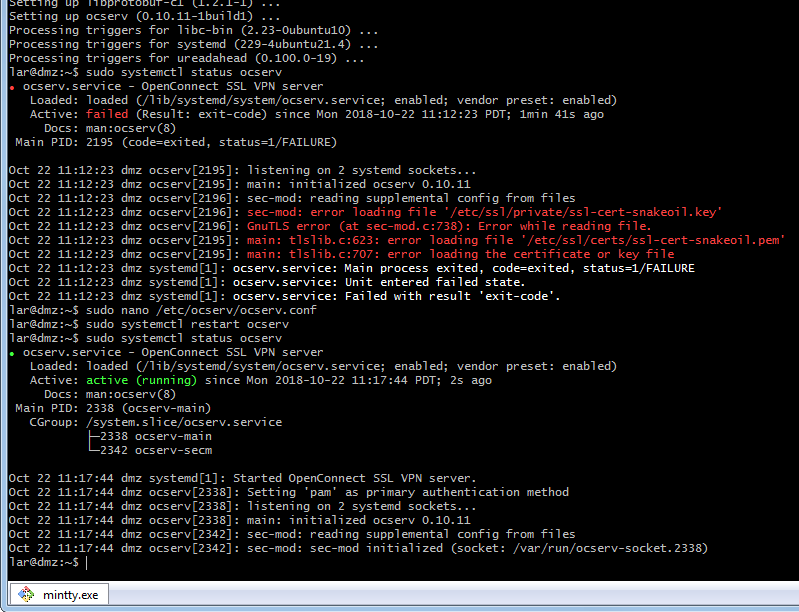 Setting up libprotobuf-c1 (1.2.1-1) ...
Setting up ocserv (0.10.11-1build1) ...
Processing triggers for libc-bin (2.23-0ubuntu10) ...
Processing triggers for systemd (229-4ubuntu21.4) ...
Processing triggers for ureadahead (0.100.0-19) ...
lar@dmz:~$ sudo systemctl status ocserv
● ocserv.service - OpenConnect SSL VPN server
   Loaded: loaded (/lib/systemd/system/ocserv.service; enabled; vendor preset: enabled)
   Active: failed (Result: exit-code) since Mon 2018-10-22 11:12:23 PDT; 1min 41s ago
     Docs: man:ocserv(8)
 Main PID: 2195 (code=exited, status=1/FAILURE)
Oct 22 11:12:23 dmz ocserv[2195]: listening on 2 systemd sockets...
Oct 22 11:12:23 dmz ocserv[2195]: main: initialized ocserv 0.10.11
Oct 22 11:12:23 dmz ocserv[2196]: sec-mod: reading supplemental config from files
Oct 22 11:12:23 dmz ocserv[2196]: sec-mod: error loading file '/etc/ssl/private/ssl-cert-snakeoil.key'
Oct 22 11:12:23 dmz ocserv[2196]: GnuTLS error (at sec-mod.c:738): Error while reading file.
Oct 22 11:12:23 dmz ocserv[2195]: main: tlslib.c:623: error loading file '/etc/ssl/certs/ssl-cert-snakeoil.pem'
Oct 22 11:12:23 dmz ocserv[2195]: main: tlslib.c:707: error loading the certificate or key file
Oct 22 11:12:23 dmz systemd[1]: ocserv.service: Main process exited, code=exited, status=1/FAILURE
Oct 22 11:12:23 dmz systemd[1]: ocserv.service: Unit entered failed state.
Oct 22 11:12:23 dmz systemd[1]: ocserv.service: Failed with result 'exit-code'.
lar@dmz:~$ sudo nano /etc/ocserv/ocserv.conf
lar@dmz:~$ sudo systemctl restart ocserv
lar@dmz:~$ sudo systemctl status ocserv
● ocserv.service - OpenConnect SSL VPN server
   Loaded: loaded (/lib/systemd/system/ocserv.service; enabled; vendor preset: enabled)
   Active: active (running) since Mon 2018-10-22 11:17:44 PDT; 2s ago
     Docs: man:ocserv(8)
 Main PID: 2338 (ocserv-main)
   CGroup: /system.slice/ocserv.service
           ├─2338 ocserv-main
           └─2342 ocserv-secm
Oct 22 11:17:44 dmz systemd[1]: Started OpenConnect SSL VPN server.
Oct 22 11:17:44 dmz ocserv[2338]: Setting 'pam' as primary authentication method
Oct 22 11:17:44 dmz ocserv[2338]: listening on 2 systemd sockets...
Oct 22 11:17:44 dmz ocserv[2338]: main: initialized ocserv 0.10.11
Oct 22 11:17:44 dmz ocserv[2342]: sec-mod: reading supplemental config from files
Oct 22 11:17:44 dmz ocserv[2342]: sec-mod: sec-mod initialized (socket: /var/run/ocserv-socket.2338)
lar@dmz:~$
mintty.exe